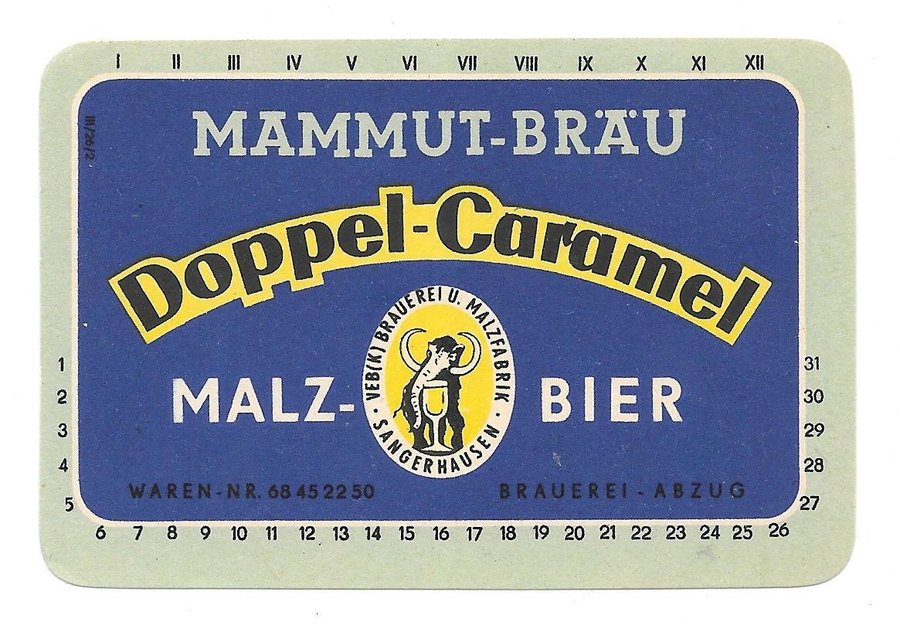 I II III IV V VI VII VIII IX X XI XII
III/26/2
MAMMUT-BRÄU
Doppel-Caramel
VEB(K) BRAUEREI U. MALZFABRIK
· SANGERHAUSEN ·
MALZ- BIER
WAREN-NR. 68 45 22 50 BRAUEREI-ABZUG
1
2
3
4
5
6 7 8 9 10 11 12 13 14 15 16 17 18 19 20 21 22 23 24 25 26
31
30
29
28
27